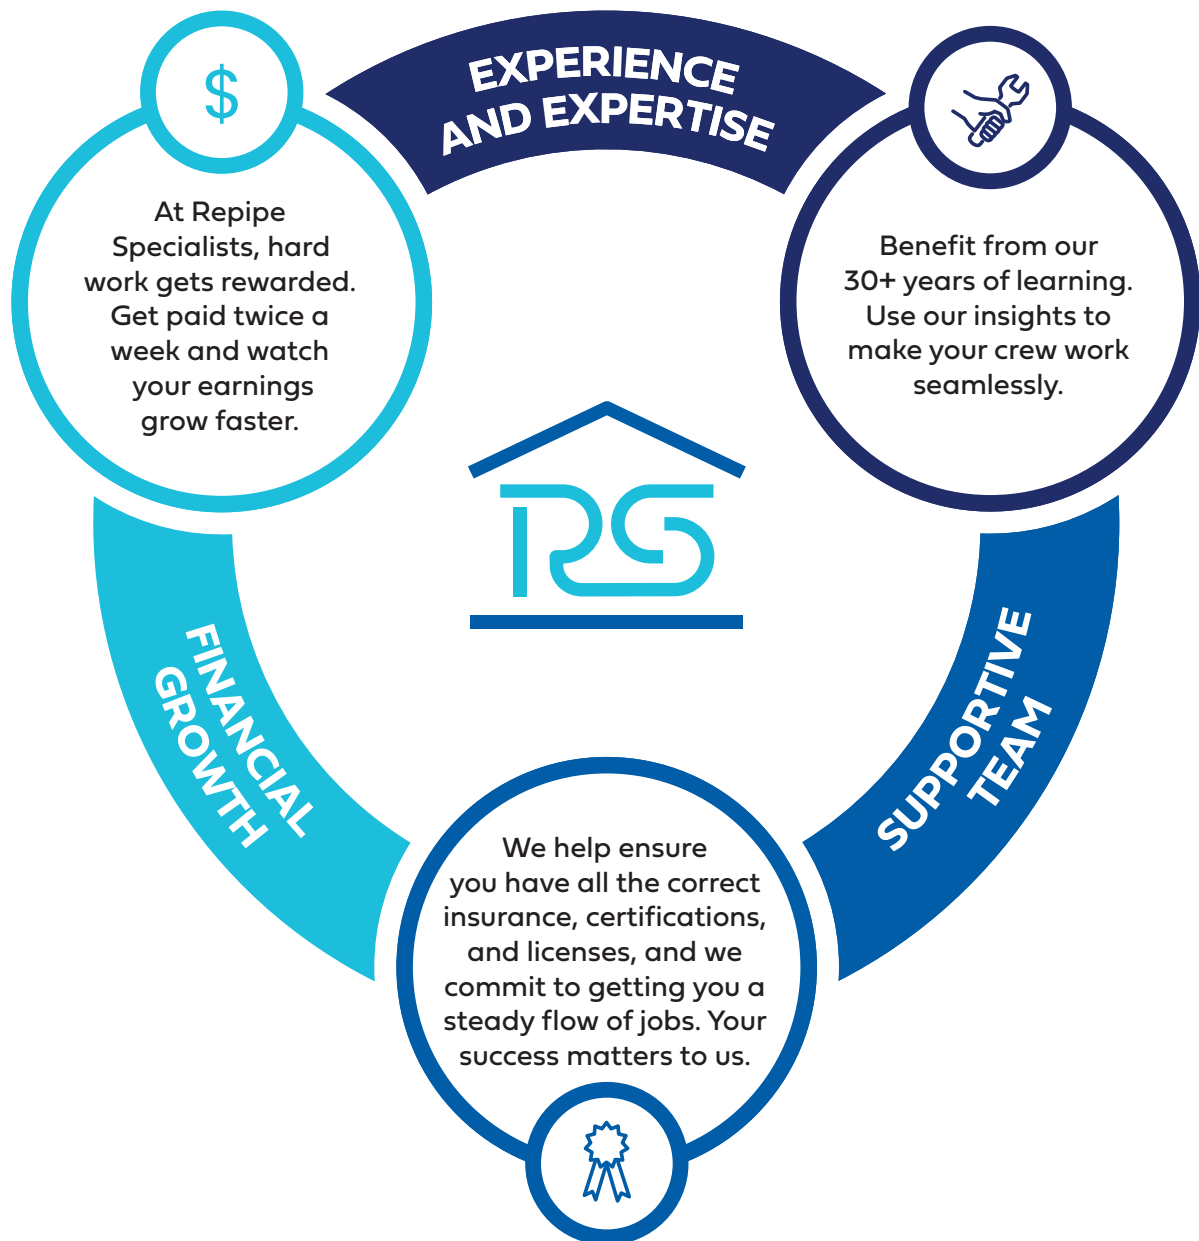 $
EXPERIENCE
AND EXPERTISE
At Repipe
Specialists, hard
work gets rewarded.
Get paid twice a
week and watch
your earnings
grow faster.
Benefit from our
30+ years of learning.
Use our insights to
make your crew work
seamlessly.
RS
FINANCIAL
GROWTH
SUPPORTIVE
TEAM
We help ensure
you have all the correct
insurance, certifications,
and licenses, and we
commit to getting you a
steady flow of jobs. Your
success matters to us.